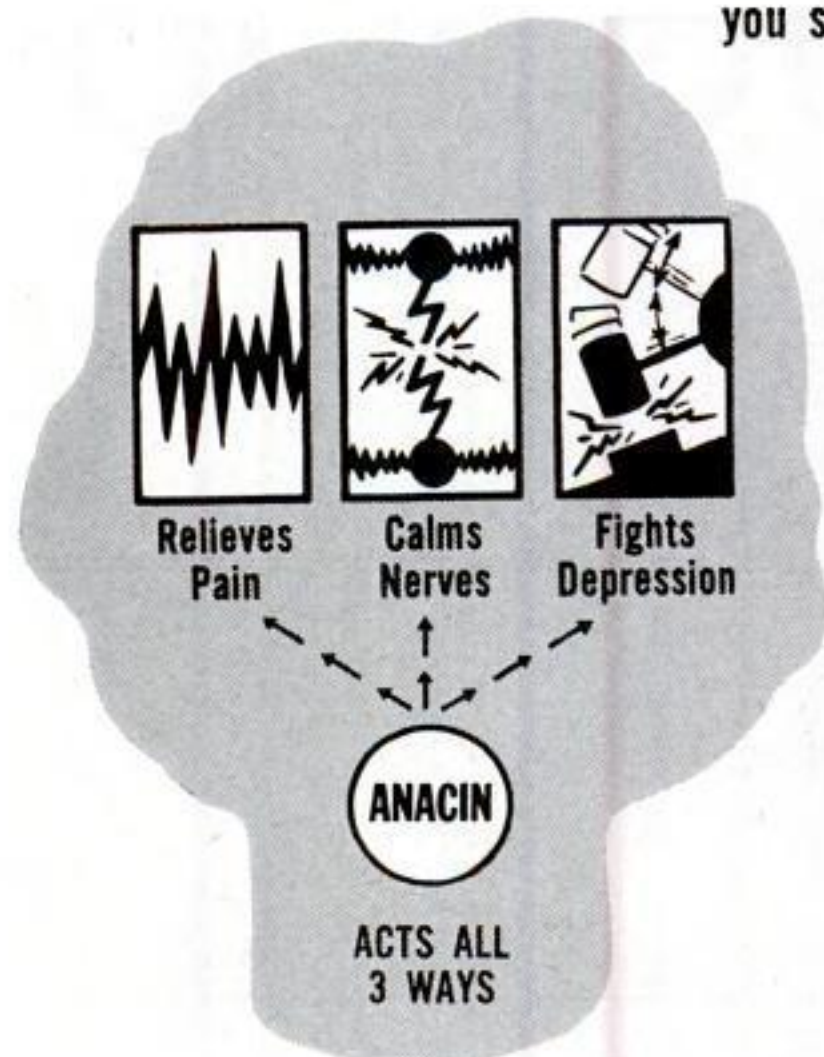 you s
Relieves
Pain
Calms
Nerves
Fights
Depression
ANACIN
ACTS ALL
3 WAYS